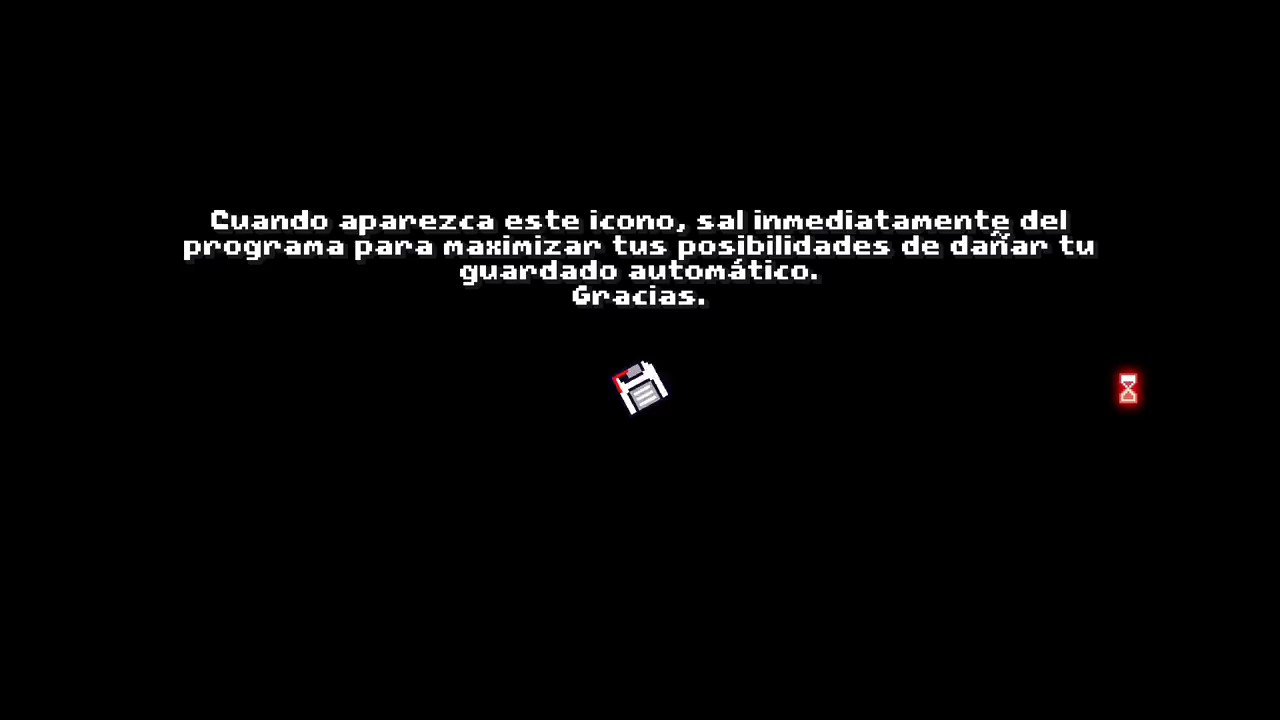 Cuando aparezca este icono, sal inmediatamente del
programa para maximizar tus posibilidades de dañar tu
guardado automático.
Gracias.